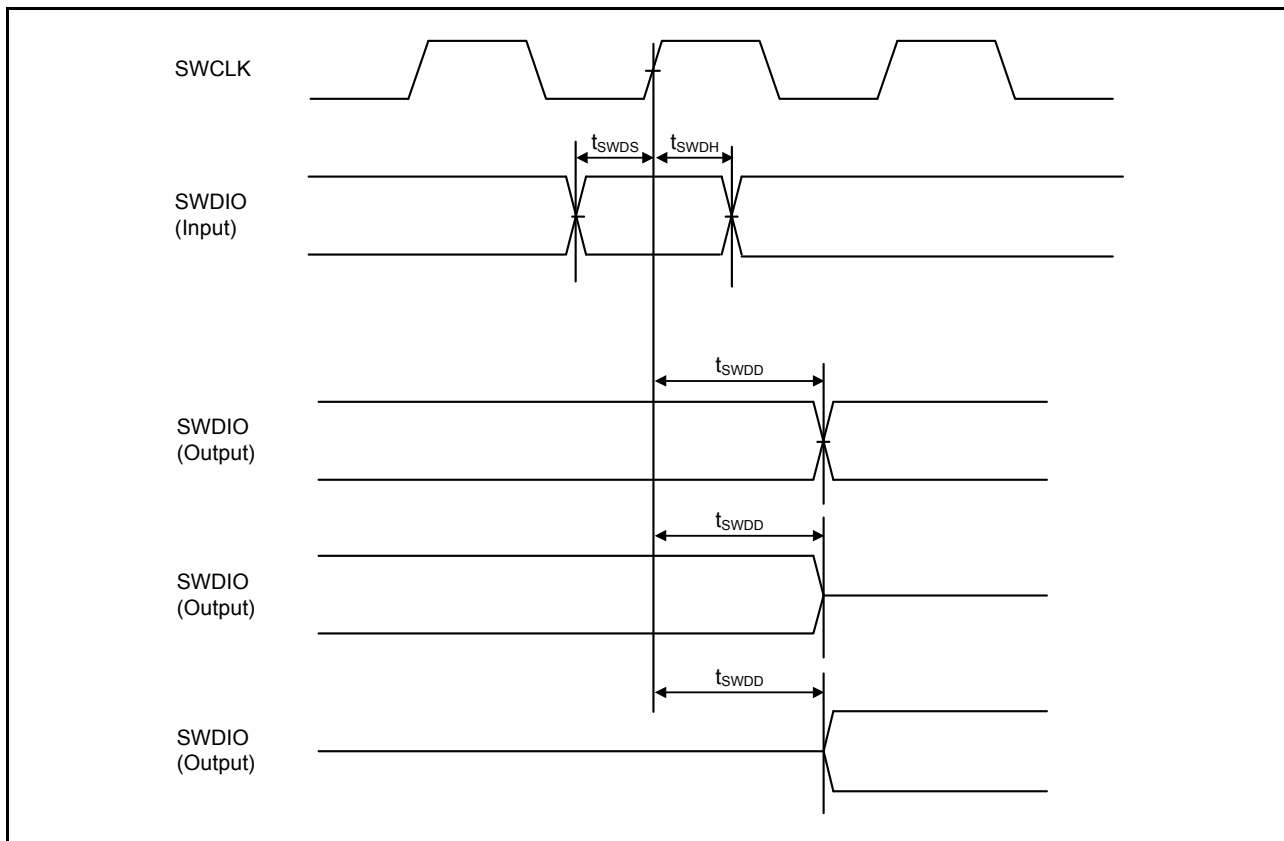 SWCLK
tSWDS
tSWDH
SWDIO
(Input)
tSWDD
SWDIO
(Output)
tSWDD
SWDIO
(Output)
tSWDD
SWDIO
(Output)